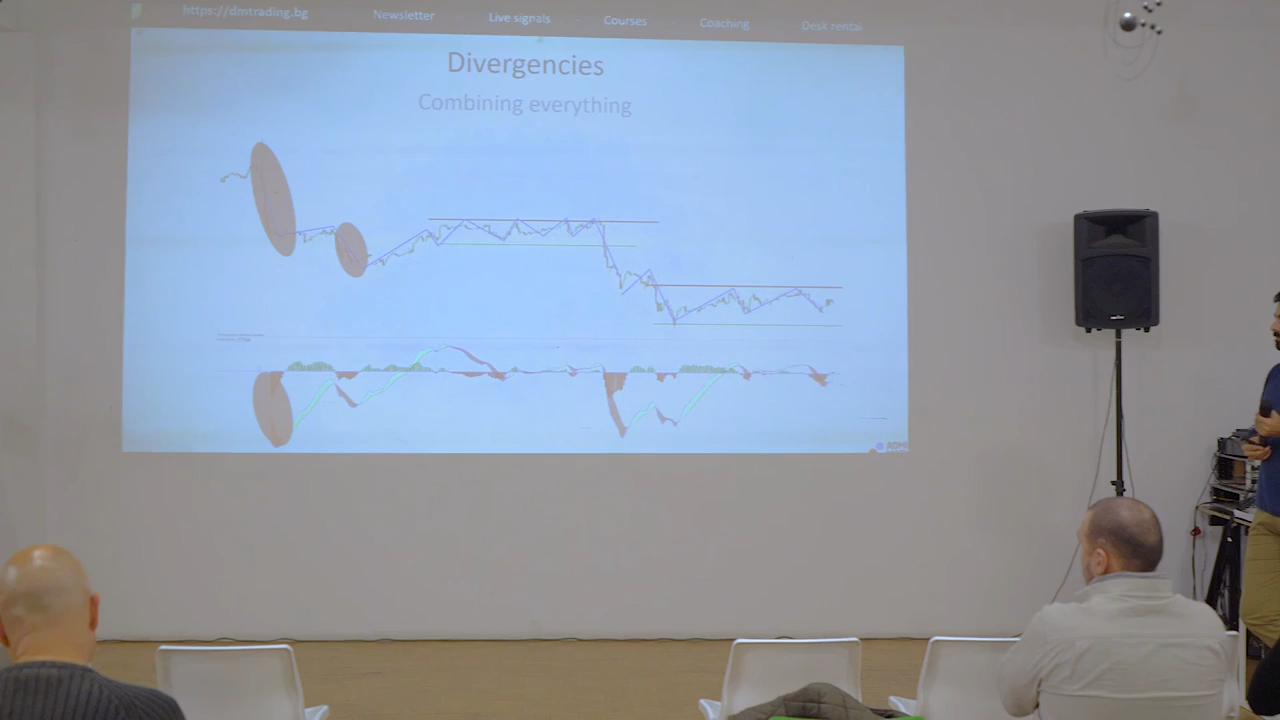 https://dmtrading.bg Newsletter Live signals Courses Coaching Desk rental
Divergencies
Combining everything